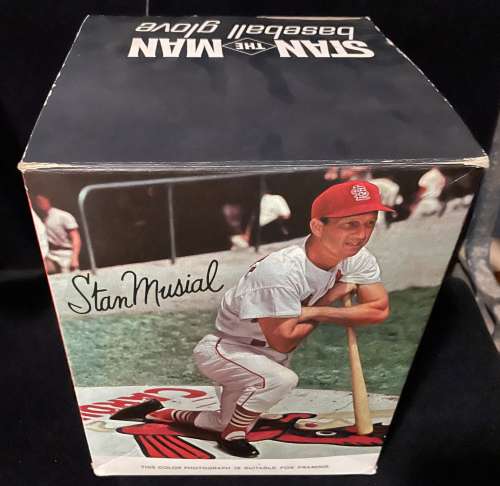 STAN THE MAN
baseball glove
Stan Musial
THIS COLOR PHOTOGRAPH IS SUITABLE FOR FRAMING